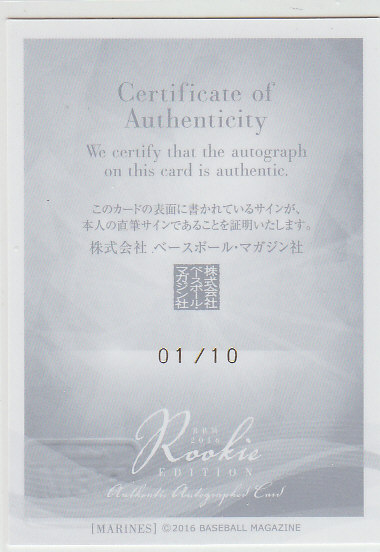 Certificate of
Authenticity
We certify that the autograph
on this card is authentic.
このカードの表面に書かれているサインが、
本人の直筆サインであることを証明いたします。
株式会社 ベースボール・マガジン社
株式会社
ベースボール
マガジン社
01/10
BBM
2016
Rookie
EDITION
Authentic Autographed Card
[MARINES] ©2016 BASEBALL MAGAZINE